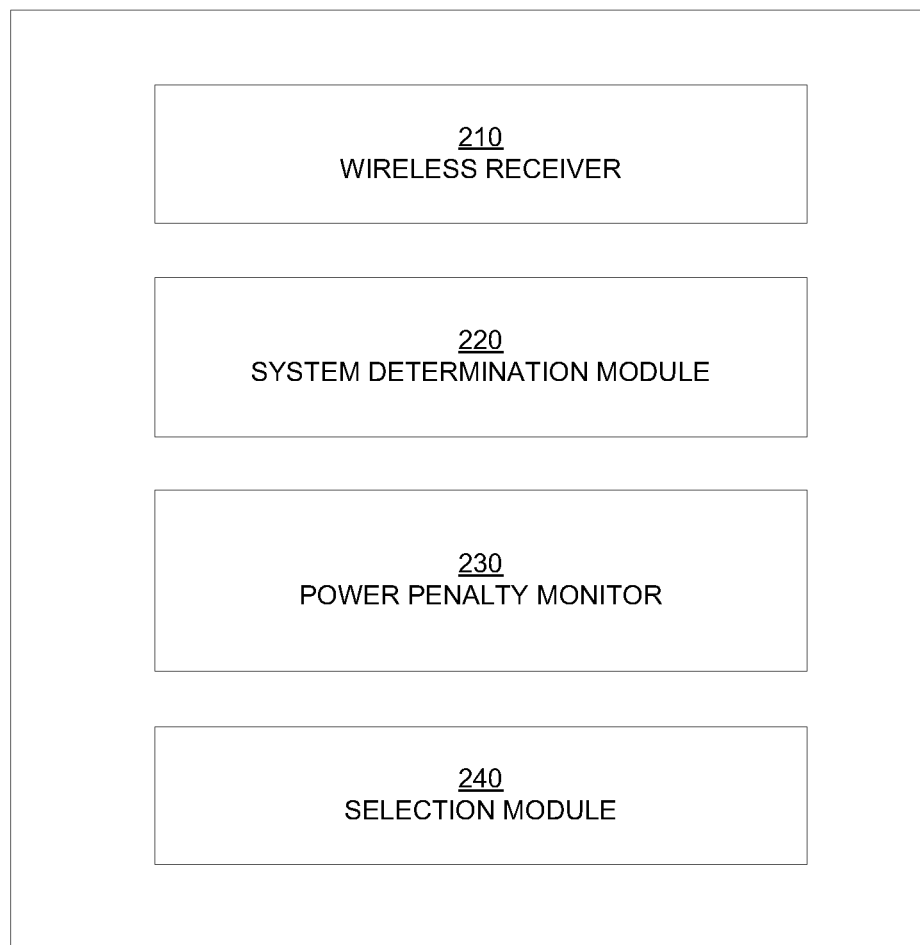 210
WIRELESS RECEIVER
220
SYSTEM DETERMINATION MODULE
230
POWER PENALTY MONITOR
240
SELECTION MODULE